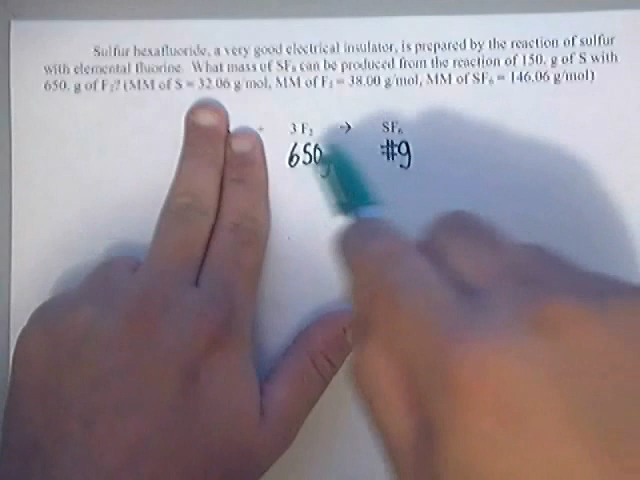 Sulfur hexafluoride, a very good electrical insulator, is prepared by the reaction of sulfur
with elemental fluorine. What mass of SF₆ can be produced from the reaction of 150. g of S with
650. g of F₂? (MM of S = 32.06 g/mol, MM of F₂ = 38.00 g/mol, MM of SF₆ = 146.06 g/mol)
+ 3 F₂ → SF₆
650g #g